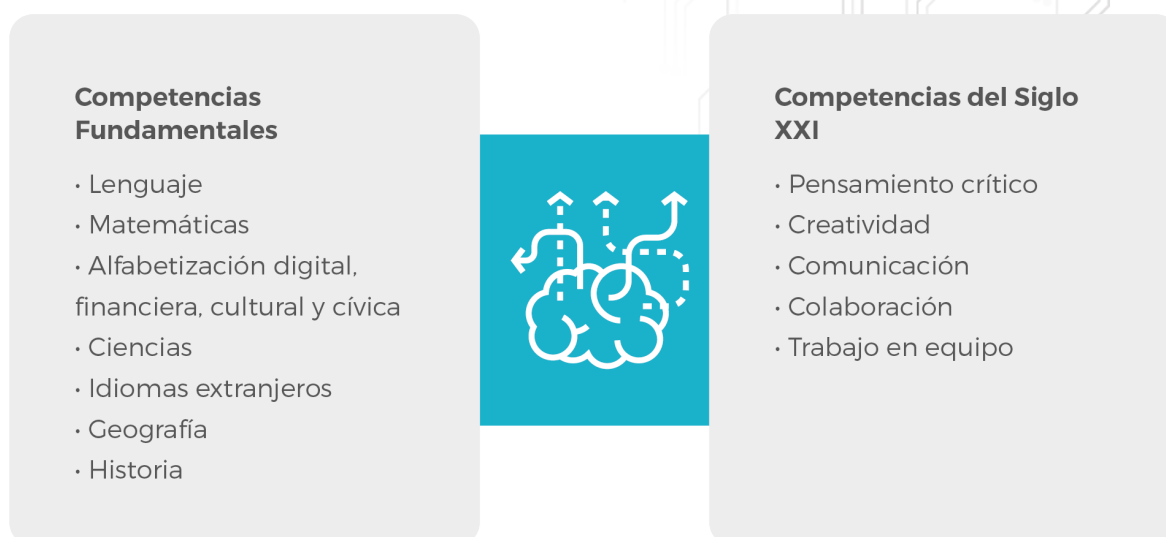 Competencias
Fundamentales
• Lenguaje
• Matemáticas
• Alfabetización digital,
financiera, cultural y cívica
• Ciencias
• Idiomas extranjeros
• Geografía
• Historia
Competencias del Siglo
XXI
• Pensamiento crítico
• Creatividad
• Comunicación
• Colaboración
• Trabajo en equipo